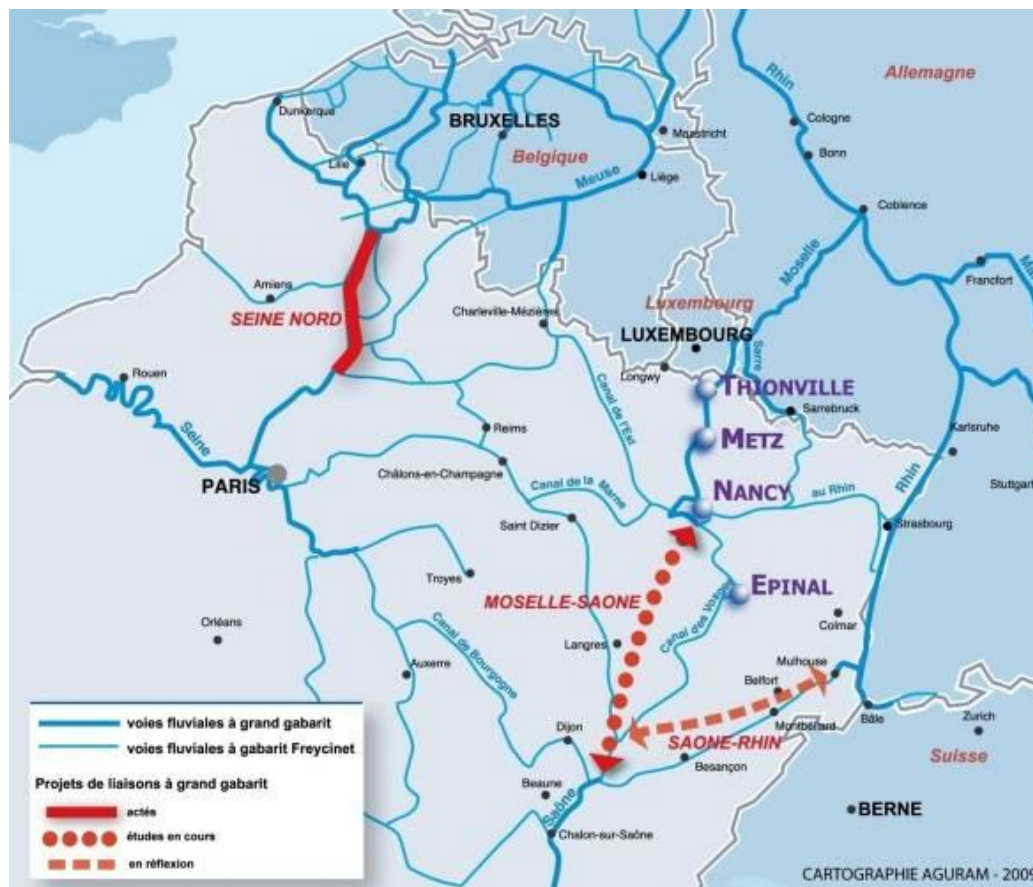 Allemagne
Rhin
Dunkerque
BRUXELLES
Cologne
Maastricht
Belgique
Bonn
Lille
Meuse
Liège
Coblence
Moselle
Francfort
Amiens
SEINE NORD
Charleville-Mézières
Luxembourg
LUXEMBOURG
Rouen
Longwy
Sarre
THIONVILLE
Canal de l'Est
Sarrebruck
Seine
Reims
METZ
Karlsruhe
Châlons-en-Champagne
PARIS
Canal de la Marne
NANCY
au Rhin
Rhin
Stuttgart
Saint Dizier
Strasbourg
Troyes
MOSELLE-SAONE
EPINAL
Canal des Vosges
Orléans
Colmar
Canal de Bourgogne
Langres
Auxerre
Mulhouse
Belfort
Montbéliard
Bâle
Zurich
Dijon
SAONE-RHIN
Besançon
Suisse
Beaune
Saône
BERNE
Chalon-sur-Saône
voies fluviales à grand gabarit
voies fluviales à gabarit Freycinet
Projets de liaisons à grand gabarit
actés
études en cours
en réflexion
CARTOGRAPHIE AGURAM - 2009